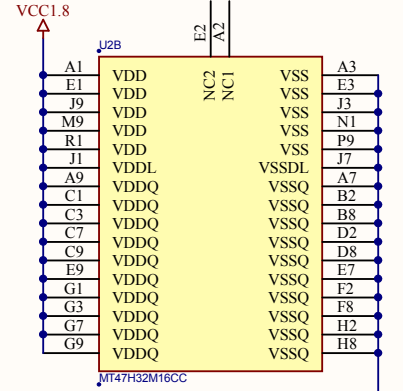 VCC1.8
E2 A2
U2B
NC2 NC1
A1 VDD VSS A3
E1 VDD VSS E3
J9 VDD VSS J3
M9 VDD VSS N1
R1 VDD VSS P9
J1 VDDL VSSDL J7
A9 VDDQ VSSQ A7
C1 VDDQ VSSQ B2
C3 VDDQ VSSQ B8
C7 VDDQ VSSQ D2
C9 VDDQ VSSQ D8
E9 VDDQ VSSQ E7
G1 VDDQ VSSQ F2
G3 VDDQ VSSQ F8
G7 VDDQ VSSQ H2
G9 VDDQ VSSQ H8
MT47H32M16CC